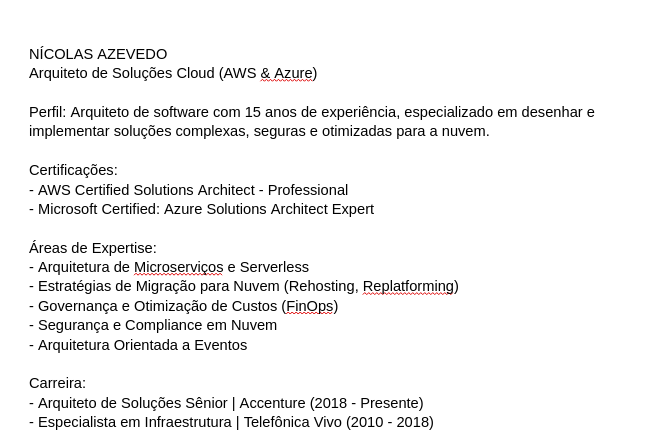 NÍCOLAS AZEVEDO
Arquiteto de Soluções Cloud (AWS & Azure)
Perfil: Arquiteto de software com 15 anos de experiência, especializado em desenhar e
implementar soluções complexas, seguras e otimizadas para a nuvem.
Certificações:
- AWS Certified Solutions Architect - Professional
- Microsoft Certified: Azure Solutions Architect Expert
Áreas de Expertise:
- Arquitetura de Microserviços e Serverless
- Estratégias de Migração para Nuvem (Rehosting, Replatforming)
- Governança e Otimização de Custos (FinOps)
- Segurança e Compliance em Nuvem
- Arquitetura Orientada a Eventos
Carreira:
- Arquiteto de Soluções Sênior | Accenture (2018 - Presente)
- Especialista em Infraestrutura | Telefônica Vivo (2010 - 2018)